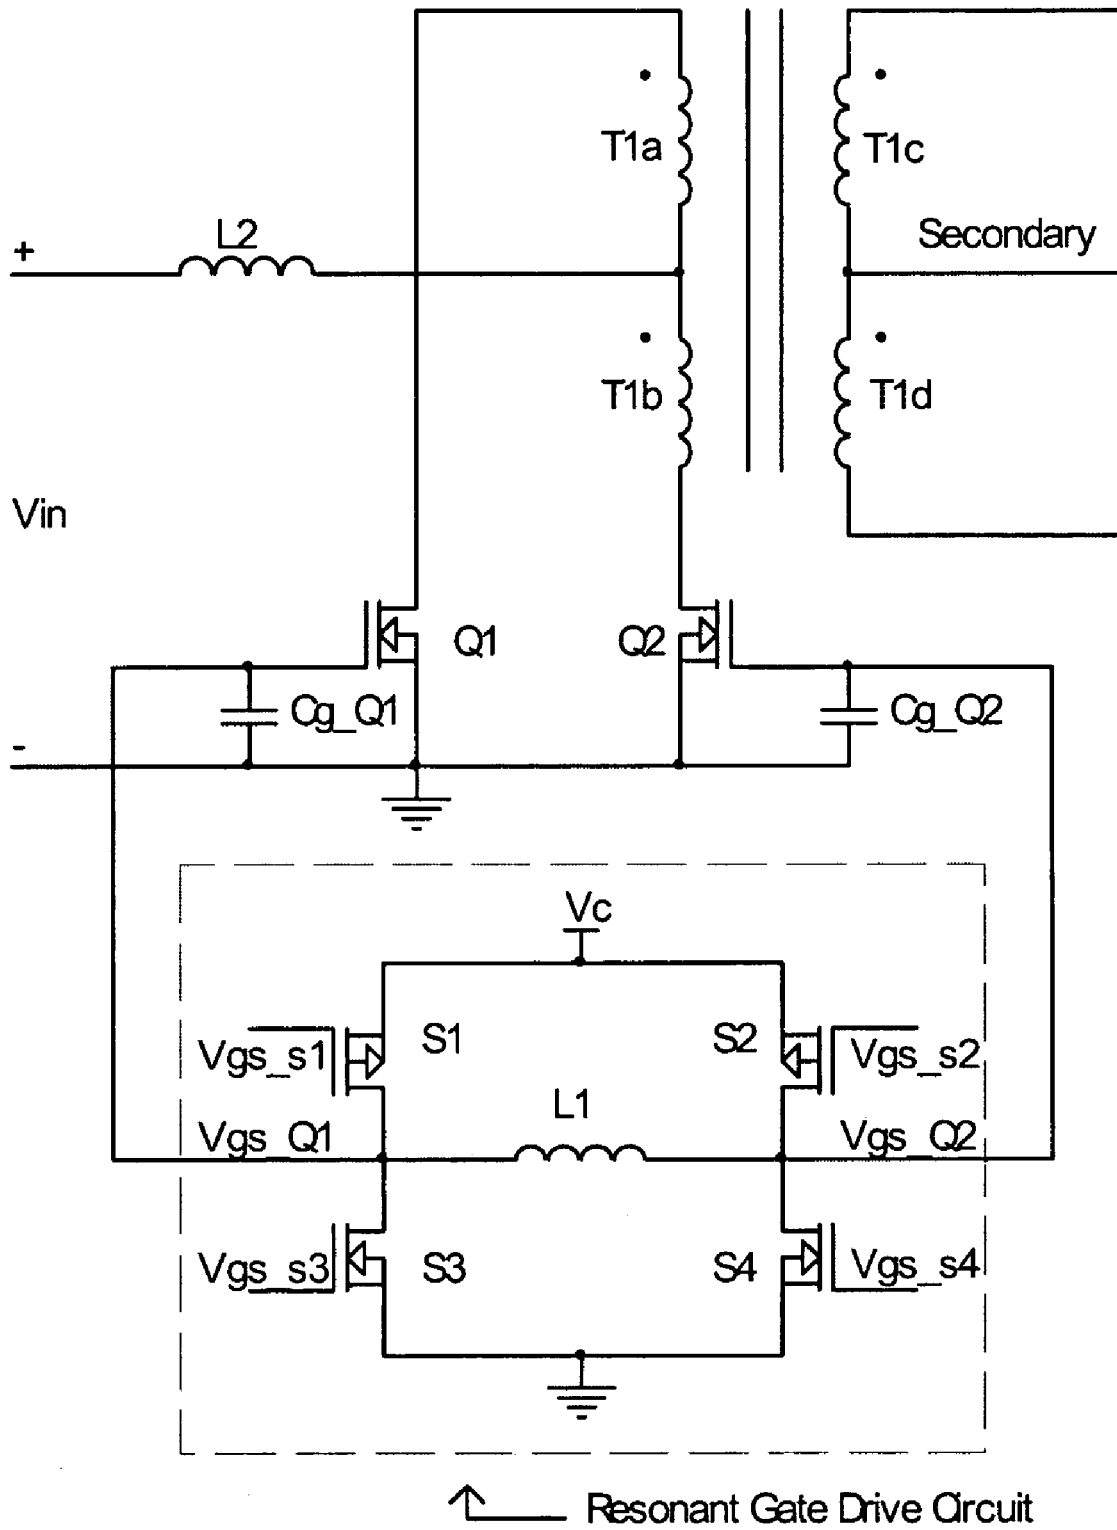 T1a
T1c
+
L2
Secondary
T1b
T1d
Vin
Q1
Q2
Cg_Q1
Cg_Q2
-
Vc
Vgs_s1
S1
S2
Vgs_s2
L1
Vgs_Q1
Vgs_Q2
Vgs_s3
S3
S4
Vgs_s4
Resonant Gate Drive Circuit